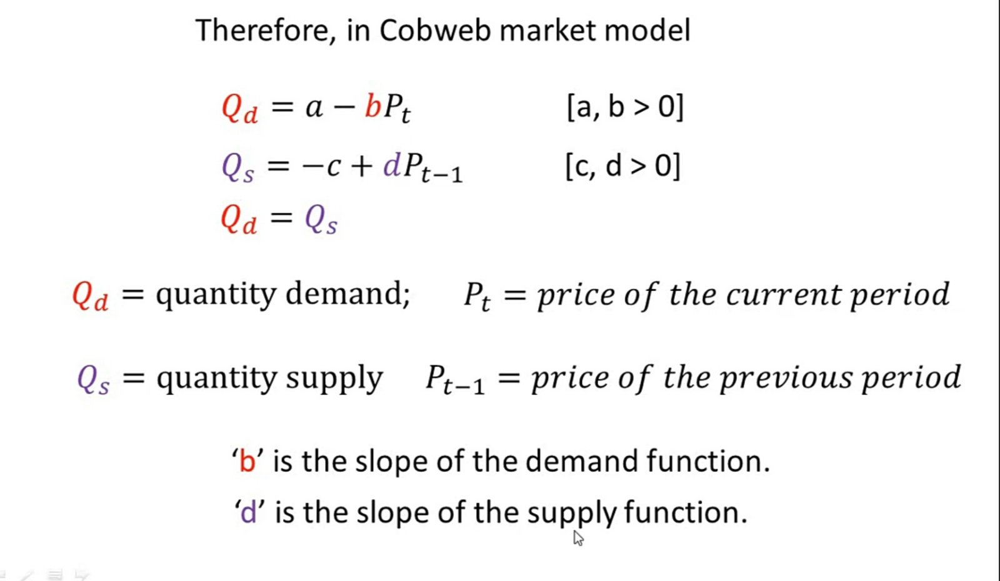 Therefore, in Cobweb market model
Q_d = a − bP_t [a, b > 0]
Q_s = −c + dP_{t−1} [c, d > 0]
Q_d = Q_s
Q_d = quantity demand; P_t = price of the current period
Q_s = quantity supply P_{t−1} = price of the previous period
‘b’ is the slope of the demand function.
‘d’ is the slope of the supply function.